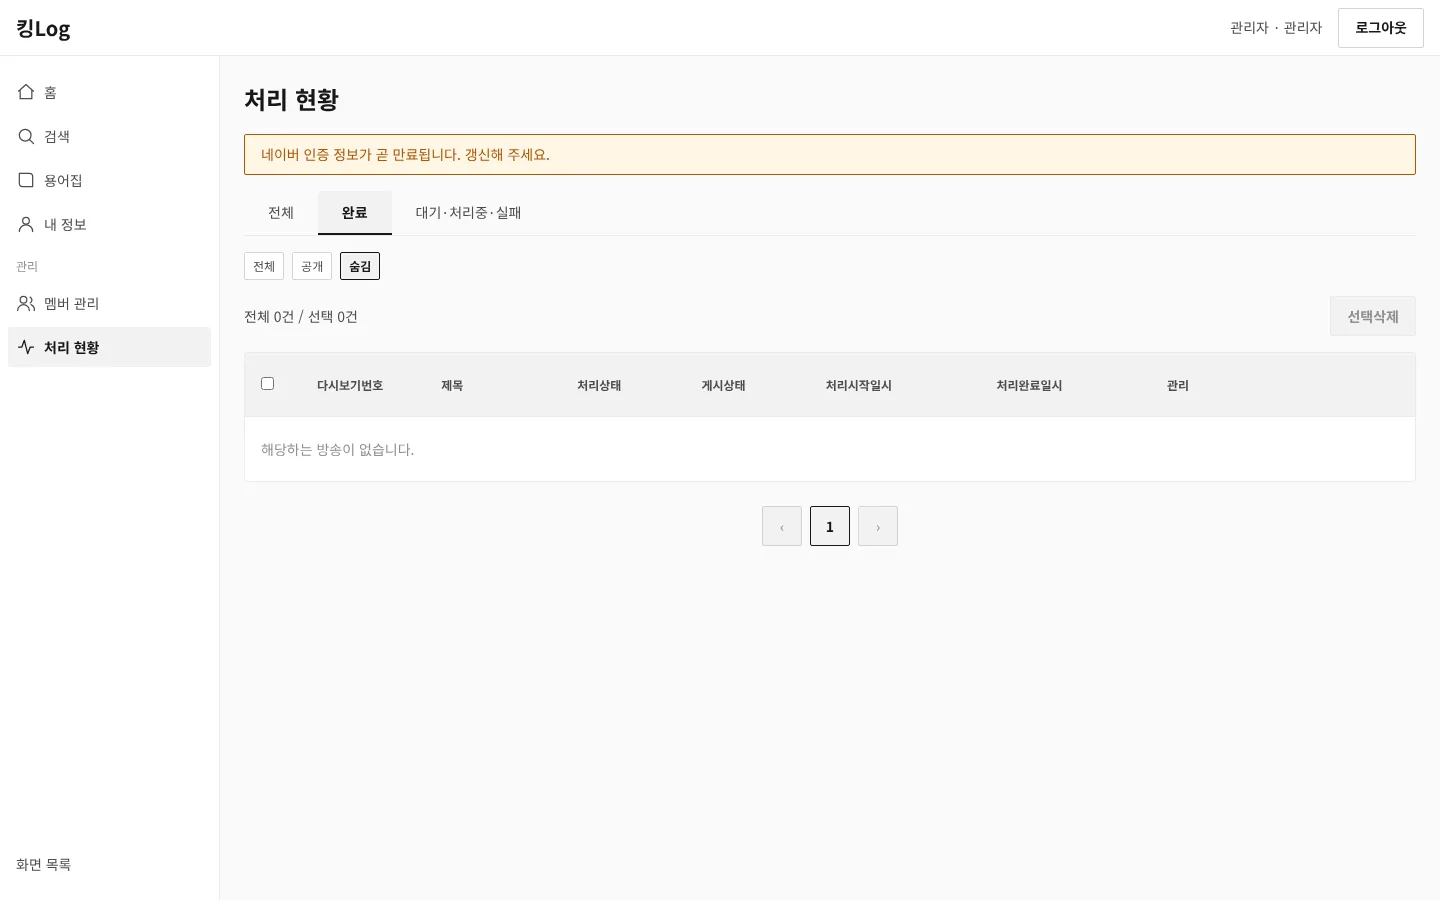 킹Log
관리자 · 관리자
로그아웃
홈
검색
용어집
내 정보
관리
멤버 관리
처리 현황
화면 목록
처리 현황
네이버 인증 정보가 곧 만료됩니다. 갱신해 주세요.
전체 완료 대기·처리중·실패
전체 공개 숨김
전체 0건 / 선택 0건
선택삭제
다시보기번호 제목 처리상태 게시상태 처리시작일시 처리완료일시 관리
해당하는 방송이 없습니다.
‹ 1 ›